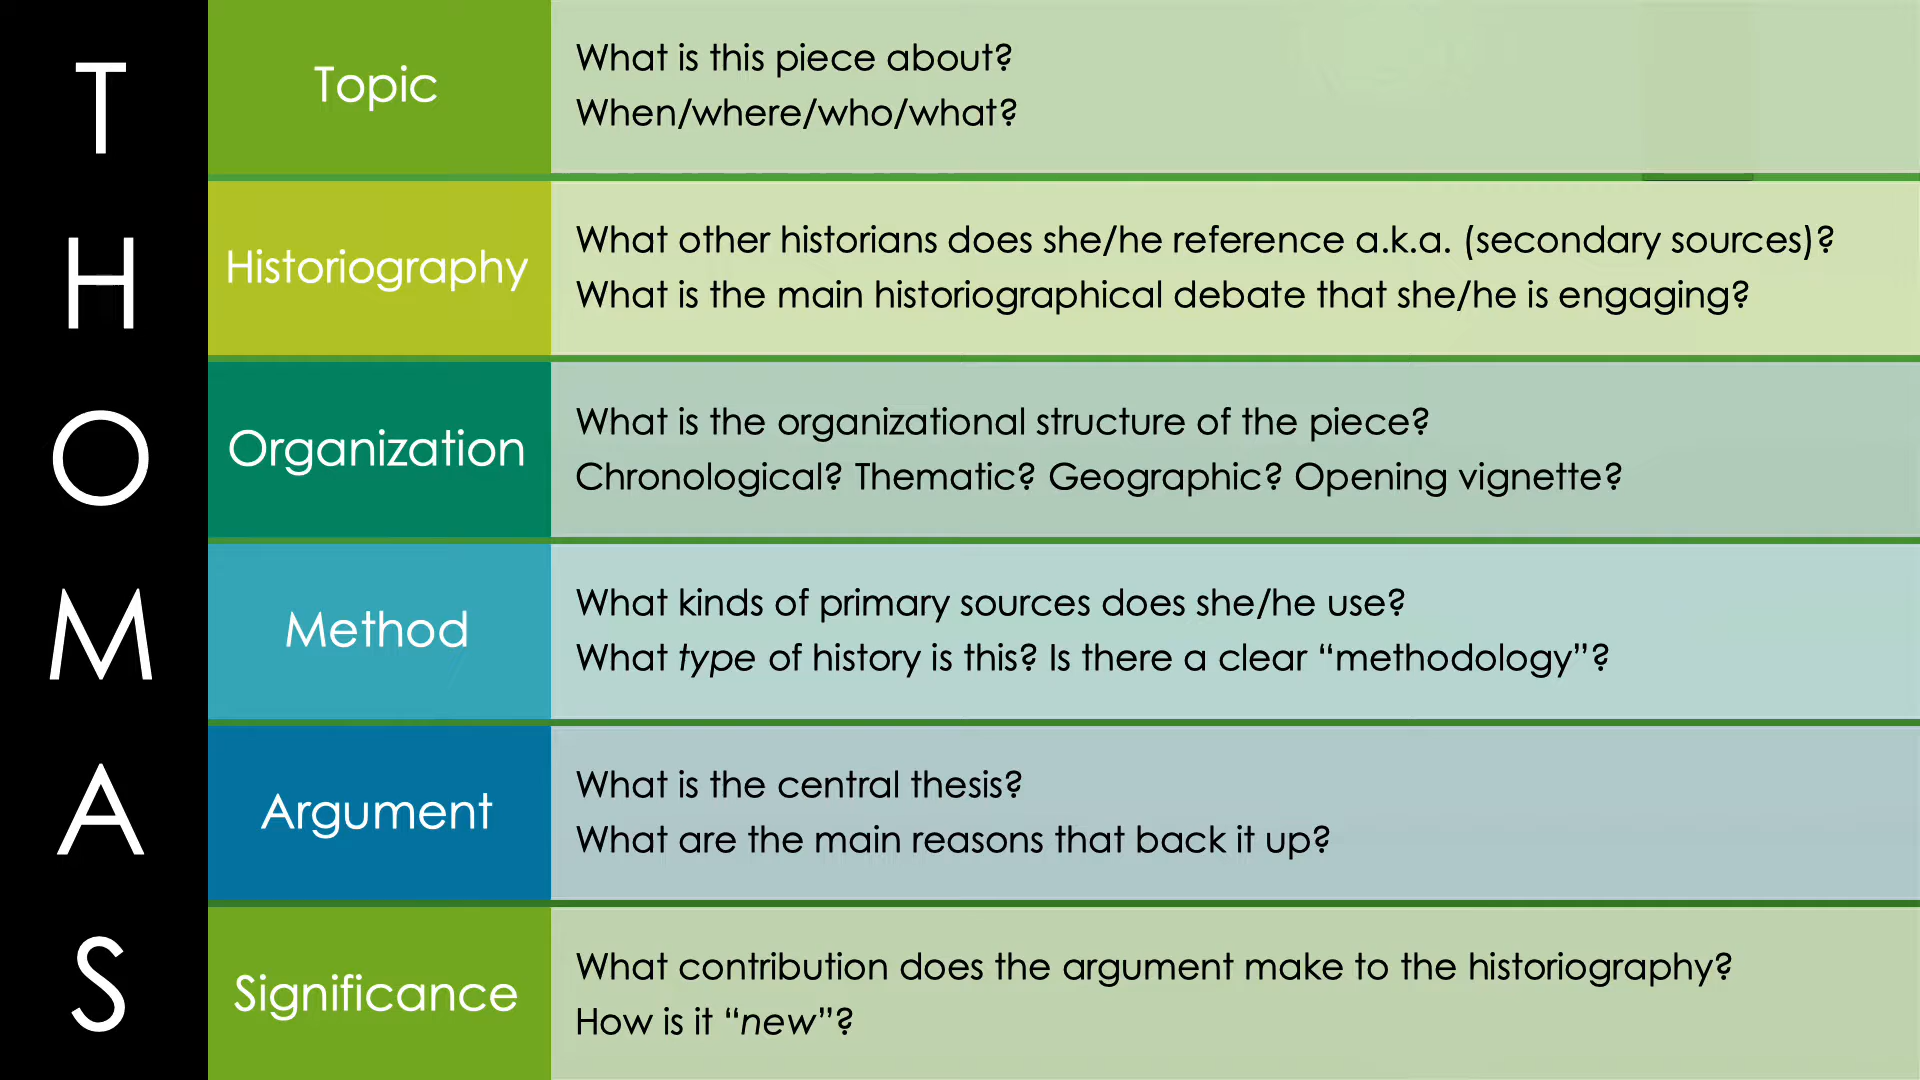 T
Topic
What is this piece about?
When/where/who/what?
H
Historiography
What other historians does she/he reference a.k.a. (secondary sources)?
What is the main historiographical debate that she/he is engaging?
O
Organization
What is the organizational structure of the piece?
Chronological? Thematic? Geographic? Opening vignette?
M
Method
What kinds of primary sources does she/he use?
What type of history is this? Is there a clear “methodology”?
A
Argument
What is the central thesis?
What are the main reasons that back it up?
S
Significance
What contribution does the argument make to the historiography?
How is it “new”?